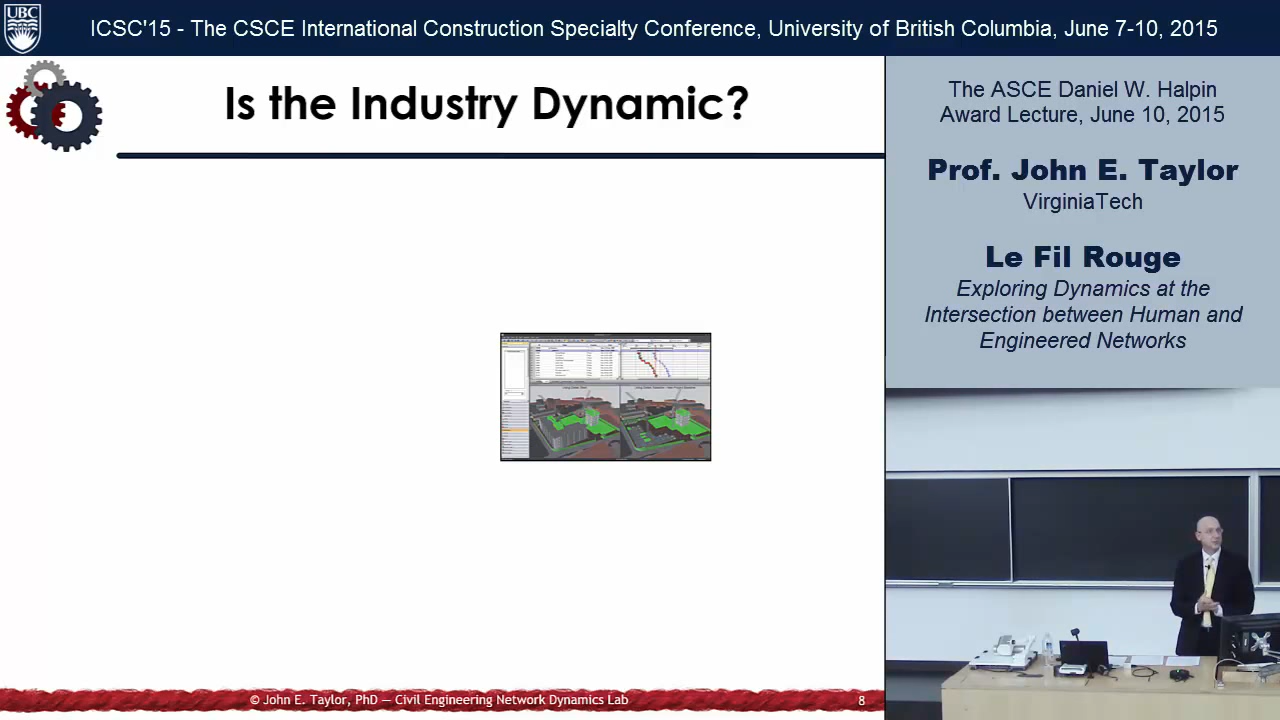 UBC
ICSC'15 - The CSCE International Construction Specialty Conference, University of British Columbia, June 7-10, 2015
Is the Industry Dynamic?
The ASCE Daniel W. Halpin
Award Lecture, June 10, 2015
Prof. John E. Taylor
VirginiaTech
Le Fil Rouge
Exploring Dynamics at the
Intersection between Human and
Engineered Networks
© John E. Taylor, PhD — Civil Engineering Network Dynamics Lab
8